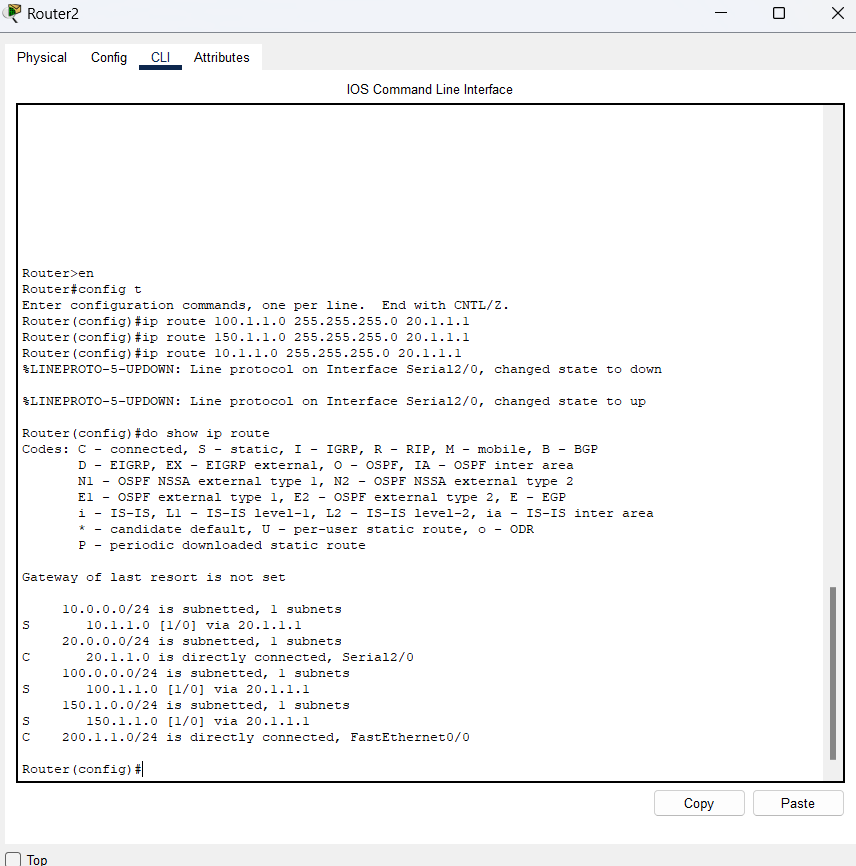 Router2
Physical Config CLI Attributes
IOS Command Line Interface
Router>en
Router#config t
Enter configuration commands, one per line.  End with CNTL/Z.
Router(config)#ip route 100.1.1.0 255.255.255.0 20.1.1.1
Router(config)#ip route 150.1.1.0 255.255.255.0 20.1.1.1
Router(config)#ip route 10.1.1.0 255.255.255.0 20.1.1.1
%LINEPROTO-5-UPDOWN: Line protocol on Interface Serial2/0, changed state to down
%LINEPROTO-5-UPDOWN: Line protocol on Interface Serial2/0, changed state to up
Router(config)#do show ip route
Codes: C - connected, S - static, I - IGRP, R - RIP, M - mobile, B - BGP
       D - EIGRP, EX - EIGRP external, O - OSPF, IA - OSPF inter area
       N1 - OSPF NSSA external type 1, N2 - OSPF NSSA external type 2
       E1 - OSPF external type 1, E2 - OSPF external type 2, E - EGP
       i - IS-IS, L1 - IS-IS level-1, L2 - IS-IS level-2, ia - IS-IS inter area
       * - candidate default, U - per-user static route, o - ODR
       P - periodic downloaded static route
Gateway of last resort is not set
     10.0.0.0/24 is subnetted, 1 subnets
S       10.1.1.0 [1/0] via 20.1.1.1
     20.0.0.0/24 is subnetted, 1 subnets
C       20.1.1.0 is directly connected, Serial2/0
     100.0.0.0/24 is subnetted, 1 subnets
S       100.1.1.0 [1/0] via 20.1.1.1
     150.1.0.0/24 is subnetted, 1 subnets
S       150.1.1.0 [1/0] via 20.1.1.1
C    200.1.1.0/24 is directly connected, FastEthernet0/0
Router(config)#
Copy Paste
Top